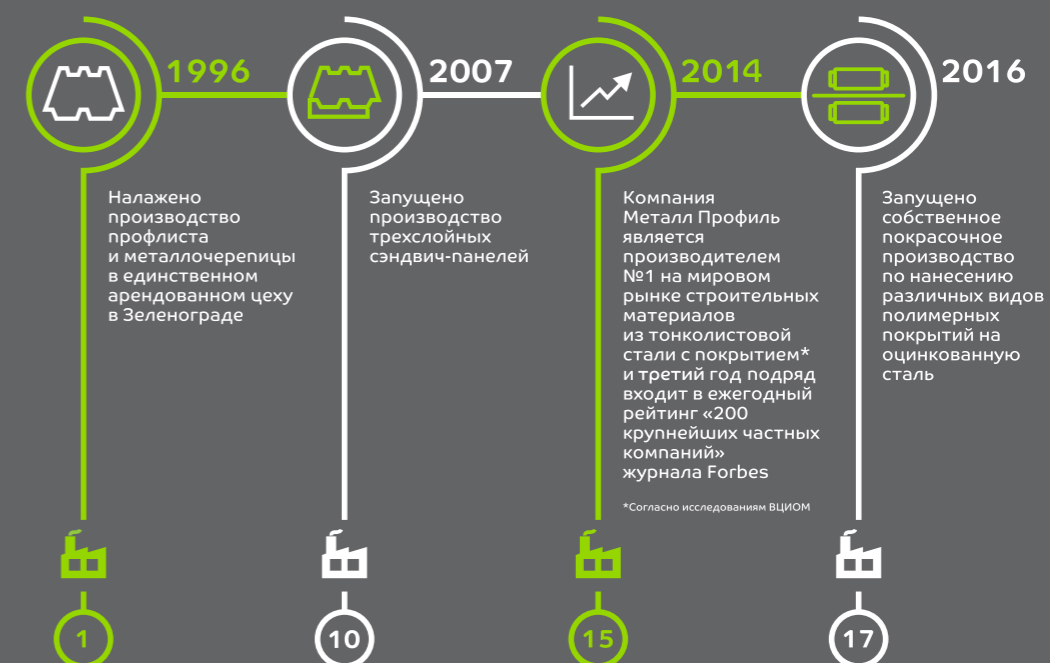 1996
Налажено
производство
профлиста
и металлочерепицы
в единственном
арендованном цеху
в Зеленограде
1
2007
Запущено
производство
трехслойных
сэндвич-панелей
10
2014
Компания
Металл Профиль
является
производителем
№1 на мировом
рынке строительных
материалов
из тонколистовой
стали с покрытием*
и третий год подряд
входит в ежегодный
рейтинг «200
крупнейших частных
компаний»
журнала Forbes
*Согласно исследованиям ВЦИОМ
15
2016
Запущено
собственное
покрасочное
производство
по нанесению
различных видов
полимерных
покрытий на
оцинкованную
сталь
17